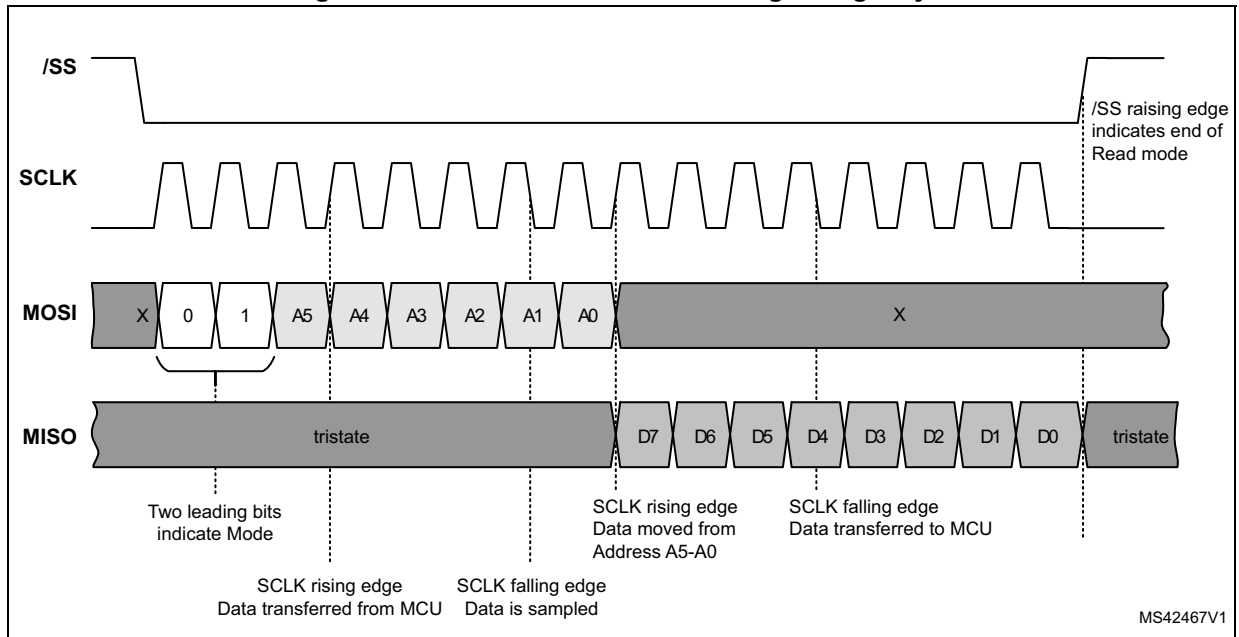 /SS
/SS raising edge
indicates end of
Read mode
SCLK
MOSI
X 0 1 A5 A4 A3 A2 A1 A0 X
MISO
tristate D7 D6 D5 D4 D3 D2 D1 D0 tristate
Two leading bits
indicate Mode
SCLK rising edge
Data moved from
Address A5-A0
SCLK falling edge
Data transferred to MCU
SCLK rising edge
Data transferred from MCU
SCLK falling edge
Data is sampled
MS42467V1